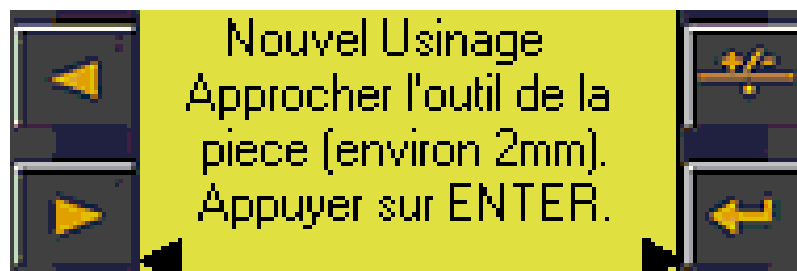 Nouvel Usinage
Approcher l'outil de la
piece (environ 2mm).
Appuyer sur ENTER.
+/-